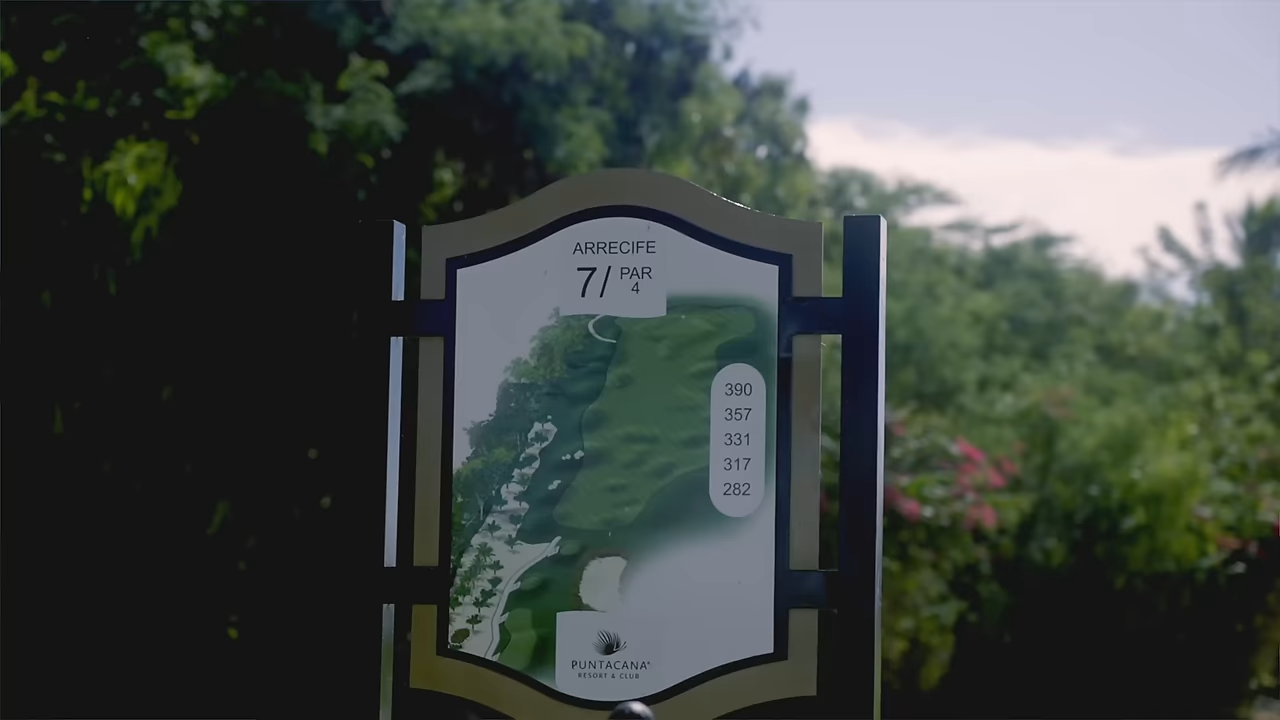 ARRECIFE
7/ PAR 4
390
357
331
317
282
PUNTACANA
RESORT & CLUB